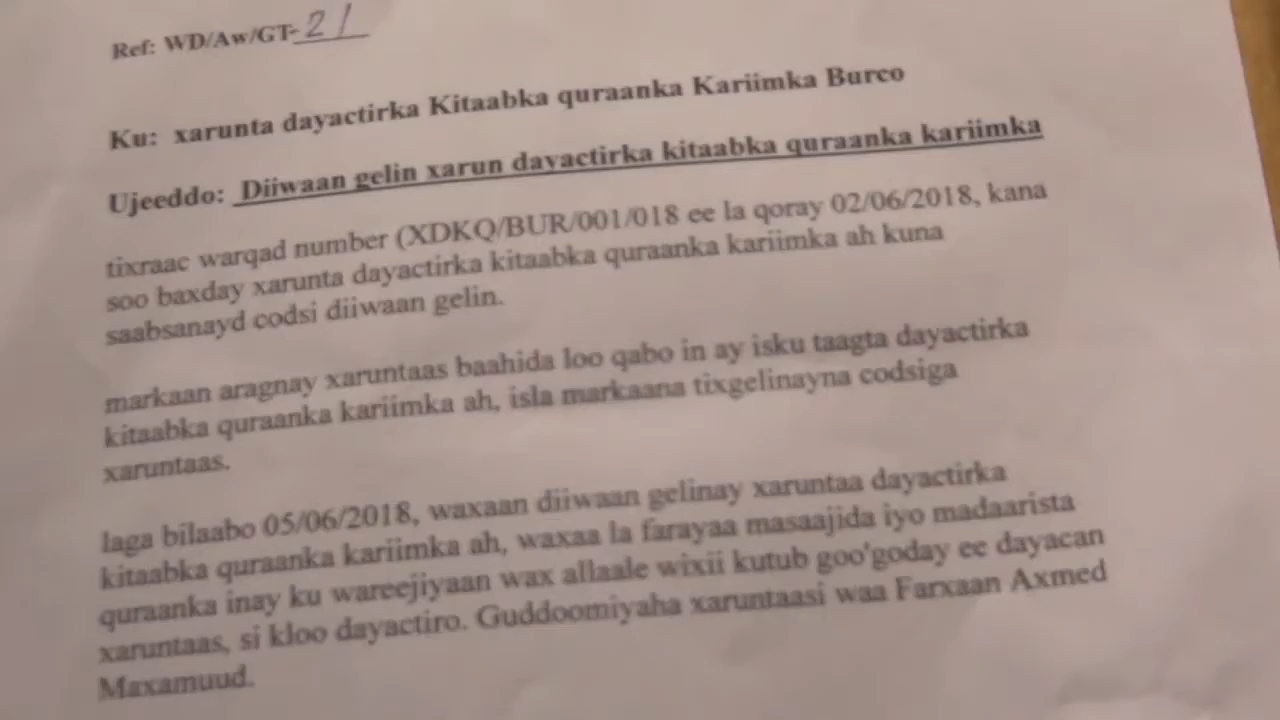 Ref: WD/Aw/GT-21
Ku: xarunta dayactirka Kitaabka quraanka Kariimka Burco
Ujeeddo: Diiwaan gelin xarun dayactirka kitaabka quraanka kariimka
tixraac warqad number (XDKQ/BUR/001/018 ee la qoray 02/06/2018, kana
soo baxday xarunta dayactirka kitaabka quraanka kariimka ah kuna
saabsanayd codsi diiwaan gelin.
markaan aragnay xaruntaas baahida loo qabo in ay isku taagta dayactirka
kitaabka quraanka kariimka ah, isla markaana tixgelinayna codsiga
xaruntaas.
laga bilaabo 05/06/2018, waxaan diiwaan gelinay xaruntaa dayactirka
kitaabka quraanka kariimka ah, waxaa la farayaa masaajida iyo madaarista
quraanka inay ku wareejiyaan wax allaale wixii kutub goo'goday ee dayacan
xaruntaas, si kloo dayactiro. Guddoomiyaha xaruntaasi waa Farxaan Axmed
Maxamuud.